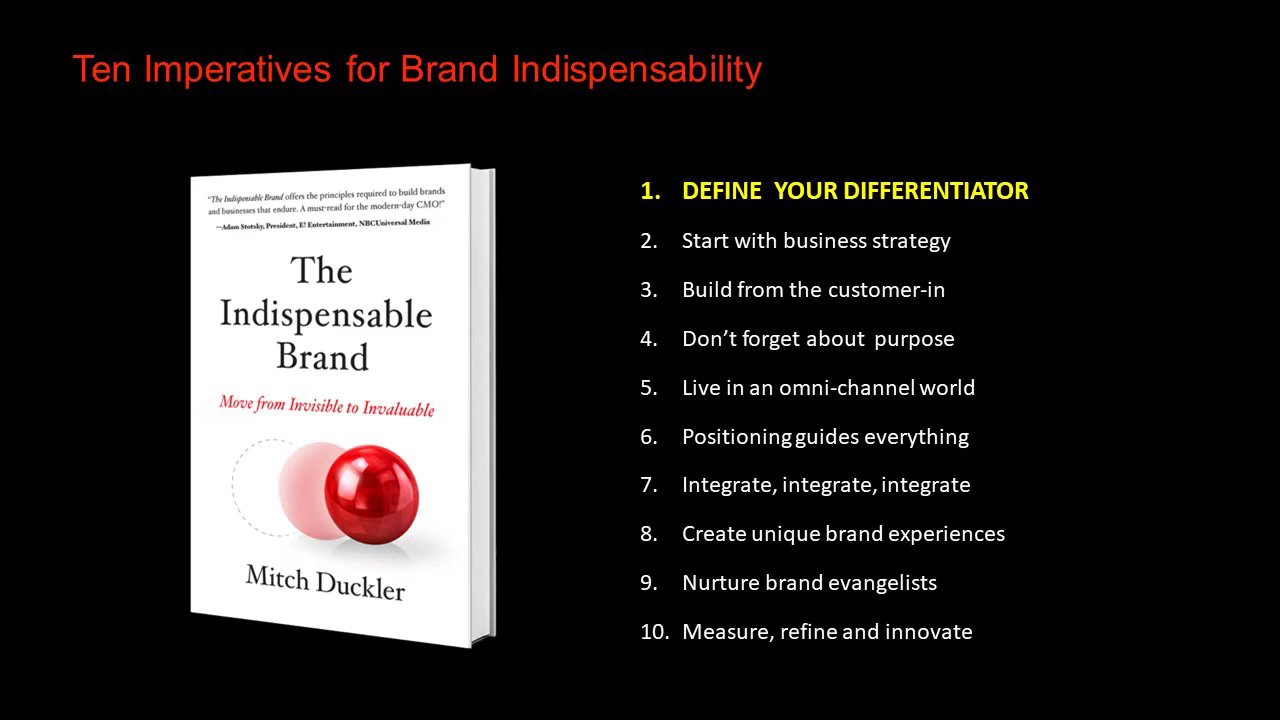 Ten Imperatives for Brand Indispensability
"The Indispensable Brand offers the principles required to build brands
and businesses that endure. A must-read for the modern-day CMO!"
—Adam Stotsky, President, E! Entertainment, NBCUniversal Media
The
Indispensable
Brand
Move from Invisible to Invaluable
Mitch Duckler
1. DEFINE YOUR DIFFERENTIATOR
2. Start with business strategy
3. Build from the customer-in
4. Don’t forget about purpose
5. Live in an omni-channel world
6. Positioning guides everything
7. Integrate, integrate, integrate
8. Create unique brand experiences
9. Nurture brand evangelists
10. Measure, refine and innovate